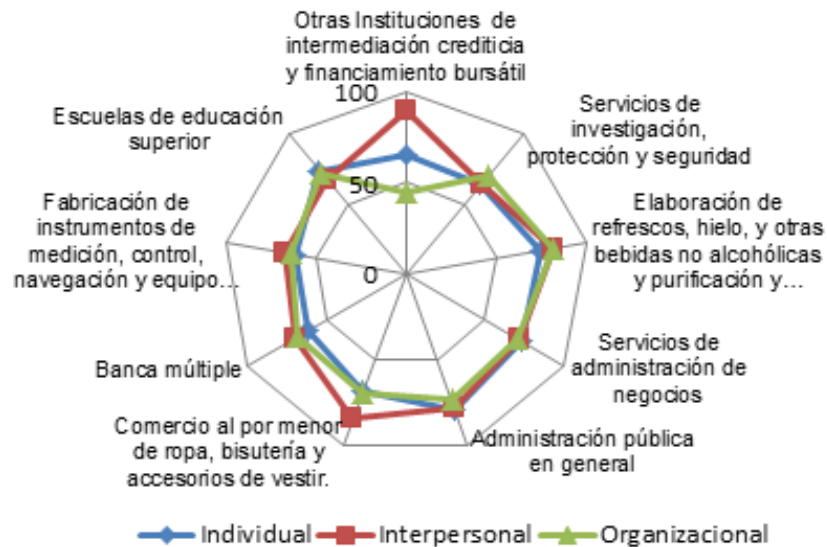 Otras Instituciones de
intermediación crediticia
y financiamiento bursátil
100
50
0
Servicios de
investigación,
protección y seguridad
Elaboración de
refrescos, hielo, y otras
bebidas no alcohólicas
y purificación y...
Servicios de
administración de
negocios
Administración pública
en general
Comercio al por menor
de ropa, bisutería y
accesorios de vestir.
Banca múltiple
Fabricación de
instrumentos de
medición, control,
navegación y equipo...
Escuelas de educación
superior
Individual Interpersonal Organizacional